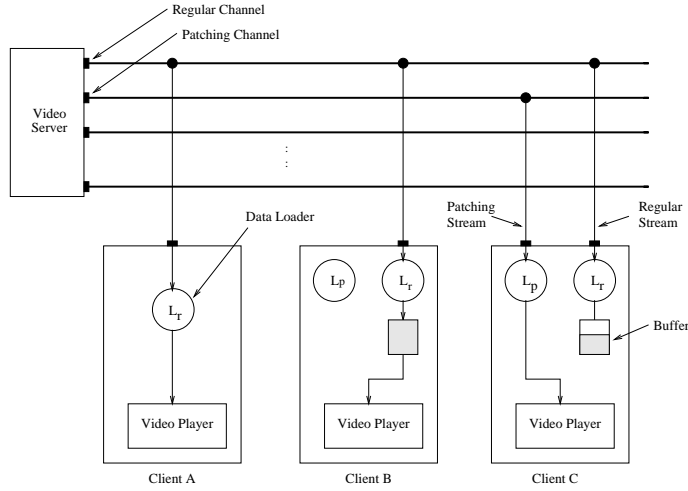 Regular Channel
Patching Channel
Video
Server
:
:
Data Loader
Patching
Stream
Regular
Stream
Lr
Lp
Lr
Lp
Lr
Buffer
Video Player
Video Player
Video Player
Client A
Client B
Client C